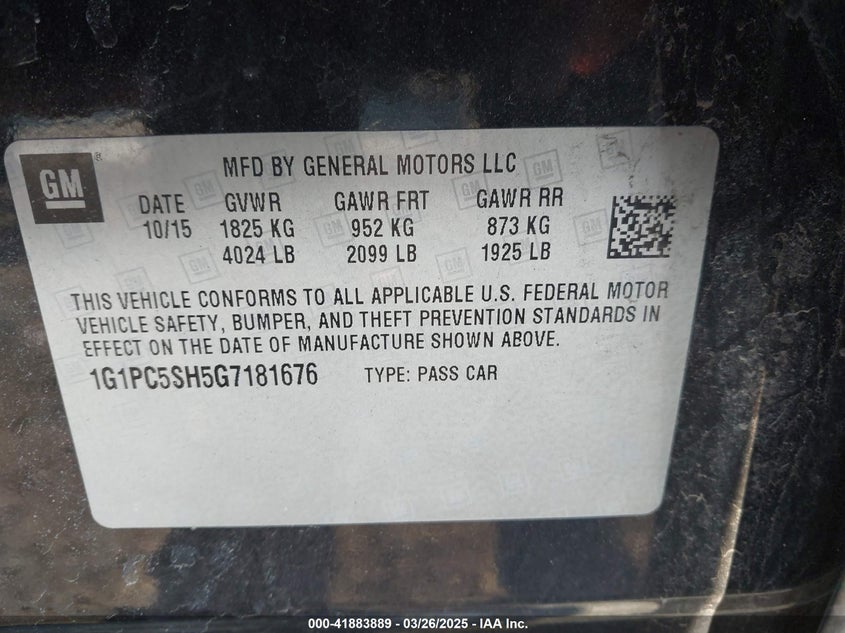 GM
MFD BY GENERAL MOTORS LLC
DATE GVWR GAWR FRT GAWR RR
10/15 1825 KG 952 KG 873 KG
4024 LB 2099 LB 1925 LB
THIS VEHICLE CONFORMS TO ALL APPLICABLE U.S. FEDERAL MOTOR
VEHICLE SAFETY, BUMPER, AND THEFT PREVENTION STANDARDS IN
EFFECT ON THE DATE OF MANUFACTURE SHOWN ABOVE.
1G1PC5SH5G7181676 TYPE: PASS CAR
000-41883889 - 03/26/2025 - IAA Inc.